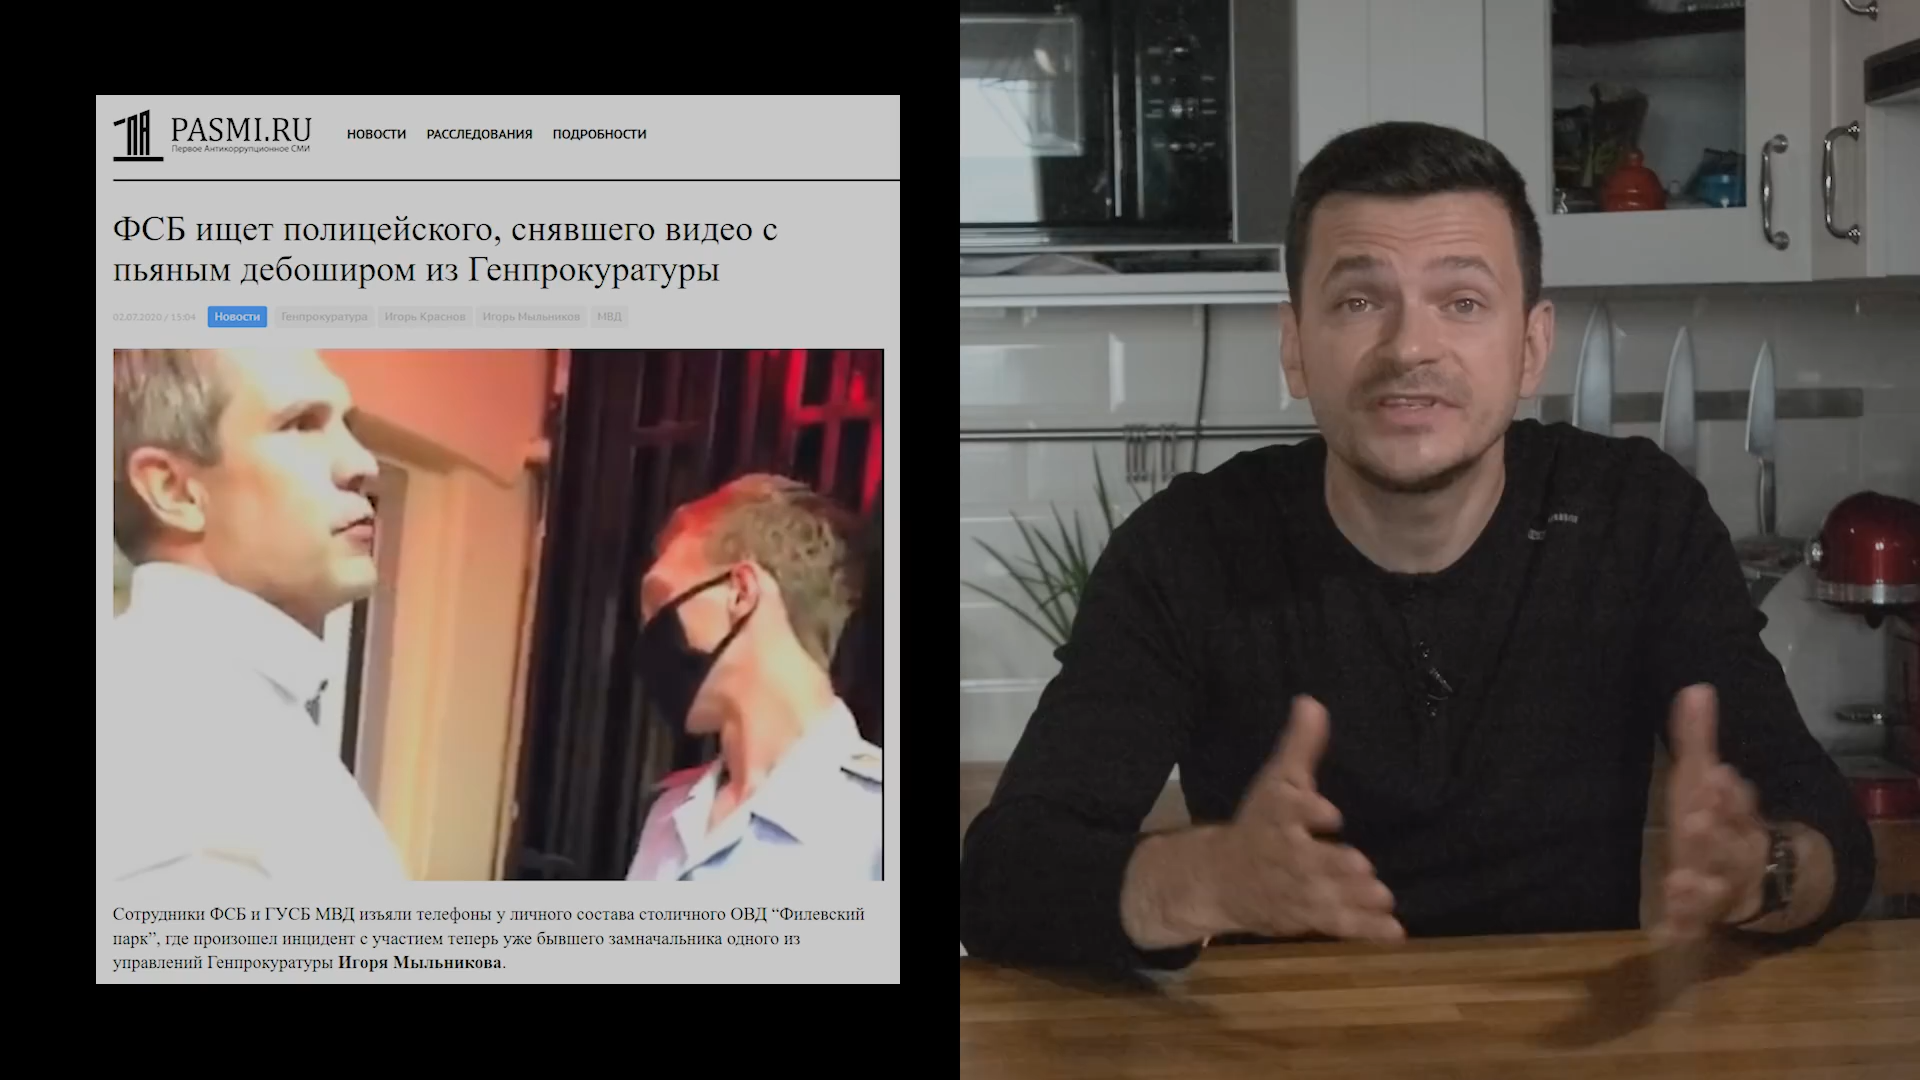 PASMI.RU
Первое Антикоррупционное СМИ
НОВОСТИ РАССЛЕДОВАНИЯ ПОДРОБНОСТИ
ФСБ ищет полицейского, снявшего видео с
пьяным дебоширом из Генпрокуратуры
02.07.2020 / 15:04 Новости Генпрокуратура Игорь Краснов Игорь Мыльников МВД
Сотрудники ФСБ и ГУСБ МВД изъяли телефоны у личного состава столичного ОВД “Филевский
парк”, где произошел инцидент с участием теперь уже бывшего замначальника одного из
управлений Генпрокуратуры Игоря Мыльникова.